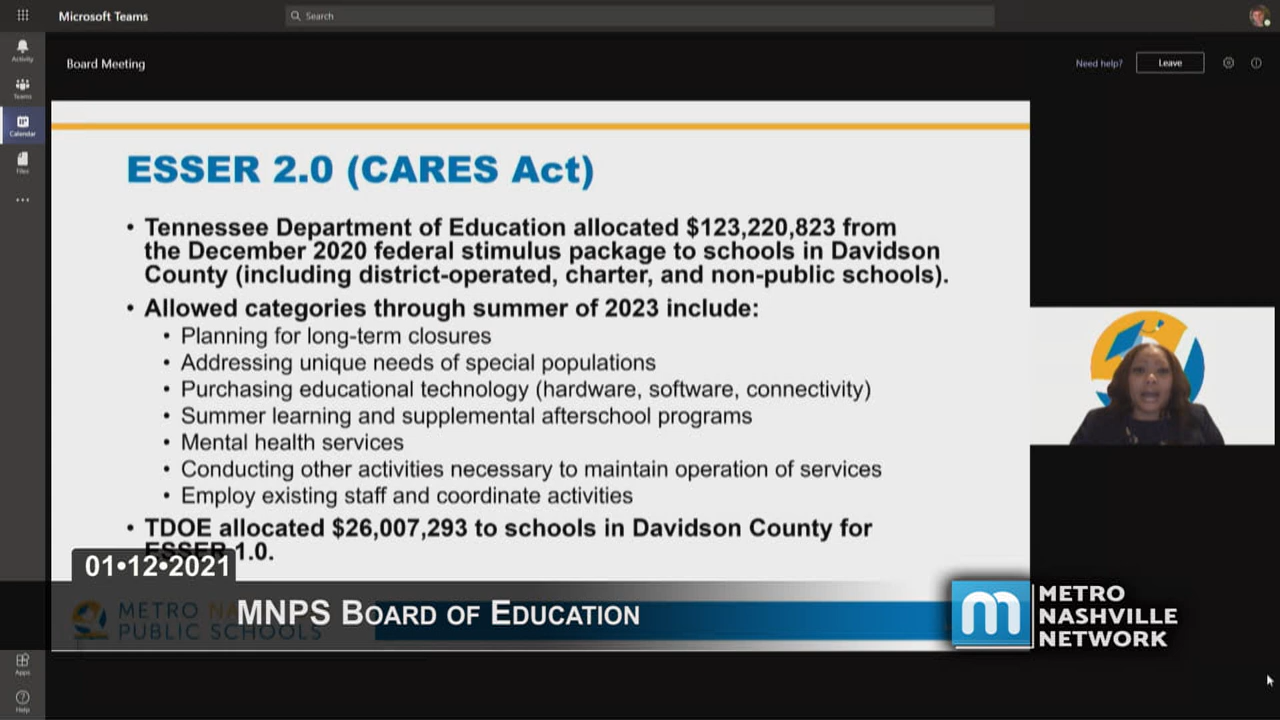 Microsoft Teams
Search
Activity
Teams
Calendar
Files
Board Meeting
Need help?
Leave
ESSER 2.0 (CARES Act)
• Tennessee Department of Education allocated $123,220,823 from
the December 2020 federal stimulus package to schools in Davidson
County (including district-operated, charter, and non-public schools).
• Allowed categories through summer of 2023 include:
• Planning for long-term closures
• Addressing unique needs of special populations
• Purchasing educational technology (hardware, software, connectivity)
• Summer learning and supplemental afterschool programs
• Mental health services
• Conducting other activities necessary to maintain operation of services
• Employ existing staff and coordinate activities
• TDOE allocated $26,007,293 to schools in Davidson County for
ESSER 1.0.
01•12•2021
METRO
PUBLIC SCHOOLS
MNPS BOARD OF EDUCATION
m METRO
NASHVILLE
NETWORK
Apps
Help